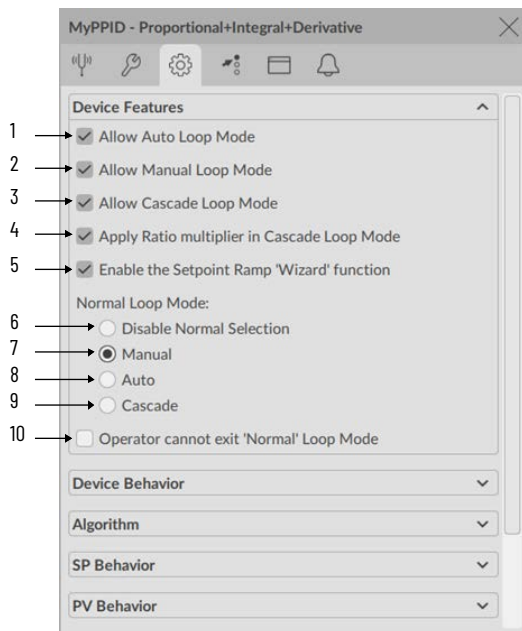 MyPPID - Proportional+Integral+Derivative
Device Features
1 Allow Auto Loop Mode
2 Allow Manual Loop Mode
3 Allow Cascade Loop Mode
4 Apply Ratio multiplier in Cascade Loop Mode
5 Enable the Setpoint Ramp 'Wizard' function
Normal Loop Mode:
6 Disable Normal Selection
7 Manual
8 Auto
9 Cascade
10 Operator cannot exit 'Normal' Loop Mode
Device Behavior
Algorithm
SP Behavior
PV Behavior